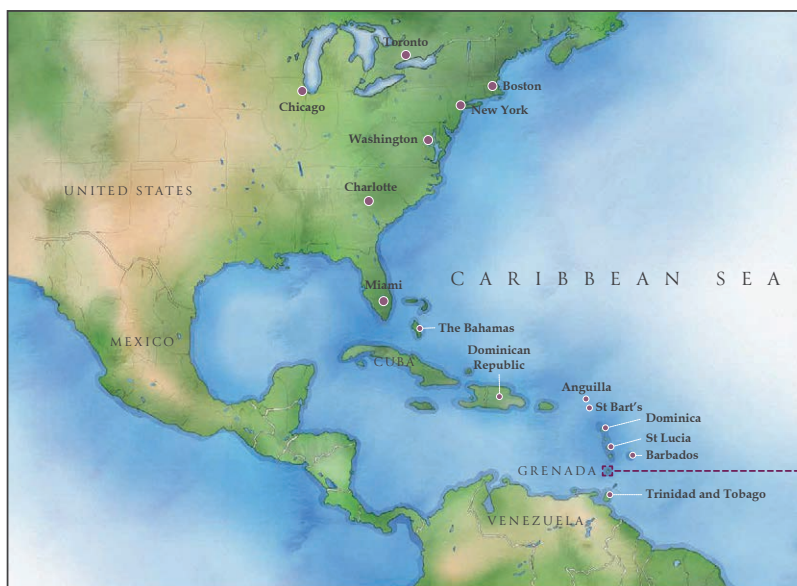 Toronto
Boston
Chicago
New York
Washington
UNITED STATES
Charlotte
CARIBBEAN SEA
Miami
The Bahamas
MEXICO
Dominican
Republic
CUBA
Anguilla
St Bart's
Dominica
St Lucia
Barbados
GRENADA
Trinidad and Tobago
VENEZUELA